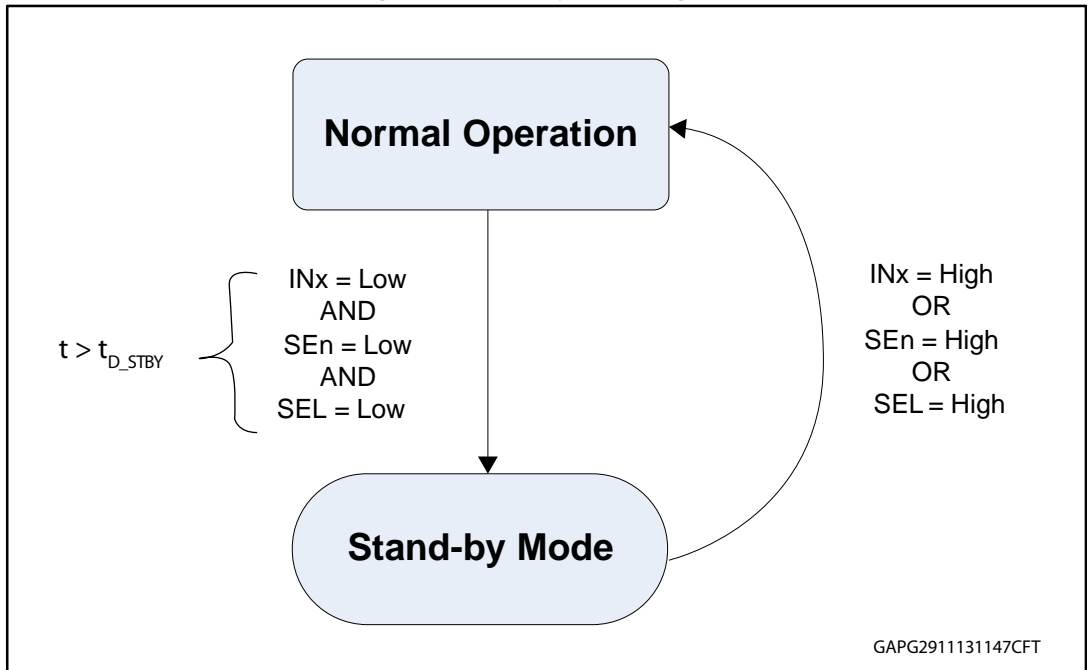 Normal Operation
t > tD_STBY
INx = Low
AND
SEn = Low
AND
SEL = Low
INx = High
OR
SEn = High
OR
SEL = High
Stand-by Mode
GAPG2911131147CFT